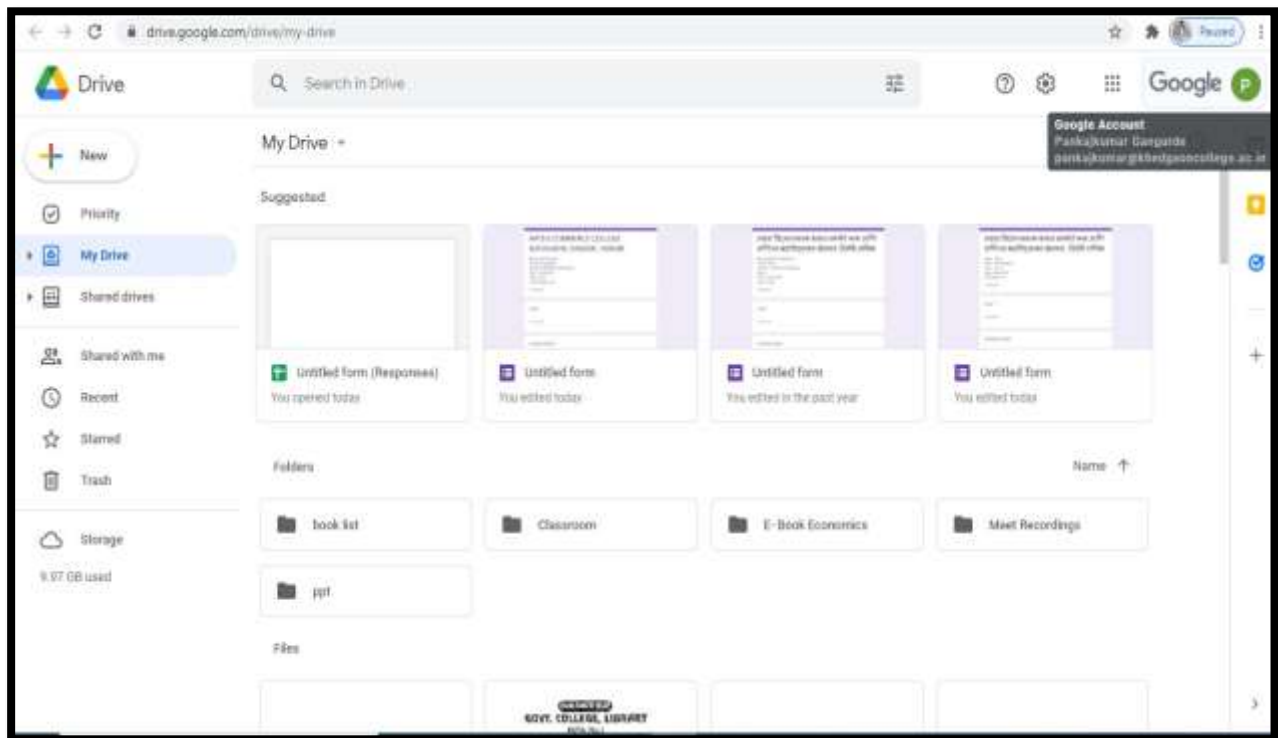 drive.google.com/drive/my-drive
Paused
Drive
Search in Drive
Google
P
Google Account
Pankajkumar Gangurde
My Drive
New
Suggested
Priority
My Drive
Shared drives
Untitled form (Responses)
Untitled form
Untitled form
Untitled form
You opened today
You edited today
You edited in the past year
You edited today
Shared with me
Recent
Starred
Trash
Folders
Name
book list
Classroom
E- Book Economics
Meet Recordings
Storage
9.97 GB used
ppt
Files
GOVT. COLLEGE, LIBRARY